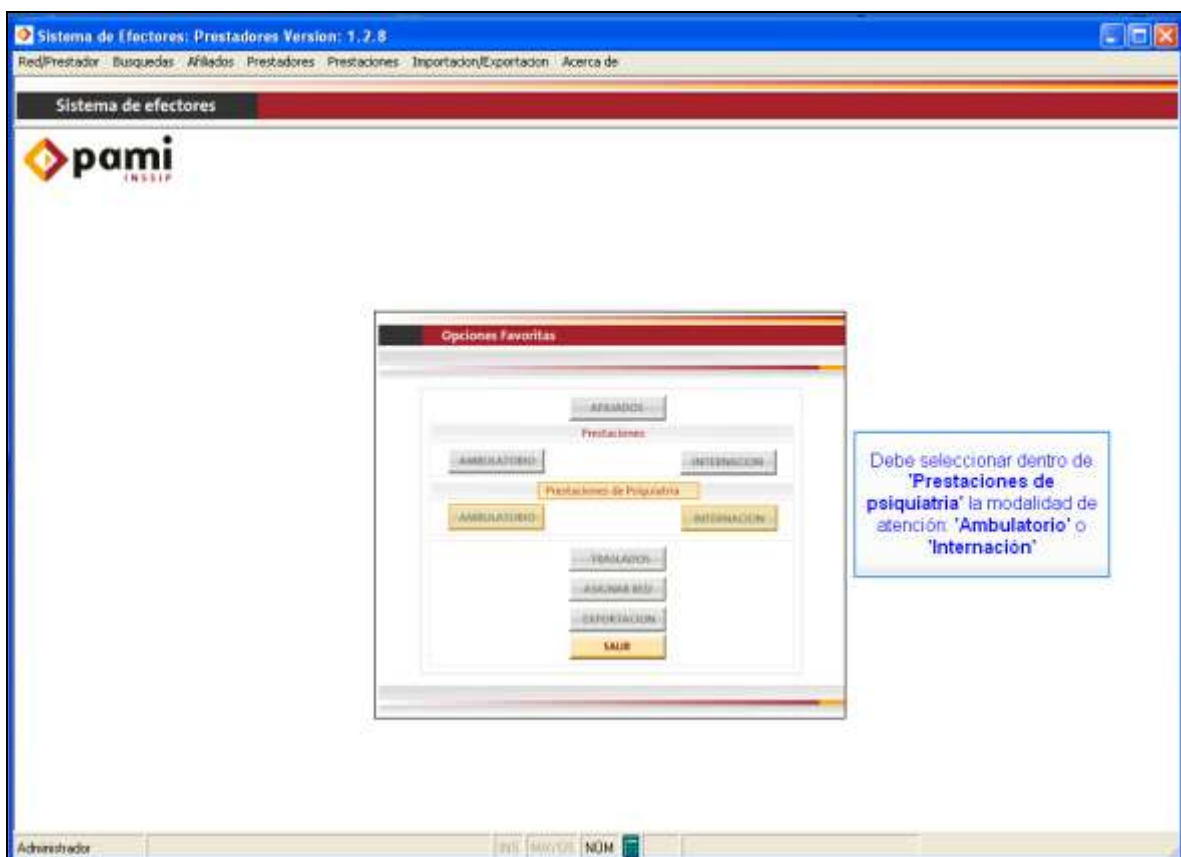 Sistema de Efectores: Prestadores Version: 1.2.8
Red/Prestador Busquedas Afiliados Prestadores Prestaciones Importacion/Exportacion Acerca de
Sistema de efectores
pami
INSSJP
Opciones Favoritas
AFILIADOS
Prestaciones
AMBULATORIO INTERNACION
Prestaciones de Psiquiatria
AMBULATORIO INTERNACION
TRASLADOS
ASIGNAR RED
EXPORTACION
SALIR
Debe seleccionar dentro de
'Prestaciones de
psiquiatria' la modalidad de
atención: 'Ambulatorio' o
'Internación'
Administrador INS MAYÚS NÚM